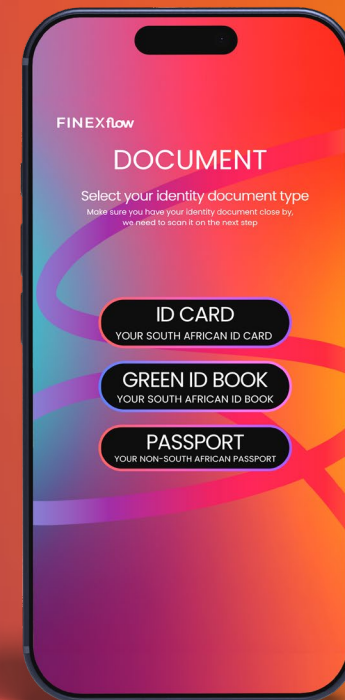 FINEXflow
DOCUMENT
Select your identity document type
Make sure you have your identity document close by,
we need to scan it on the next step
ID CARD
YOUR SOUTH AFRICAN ID CARD
GREEN ID BOOK
YOUR SOUTH AFRICAN ID BOOK
PASSPORT
YOUR NON-SOUTH AFRICAN PASSPORT